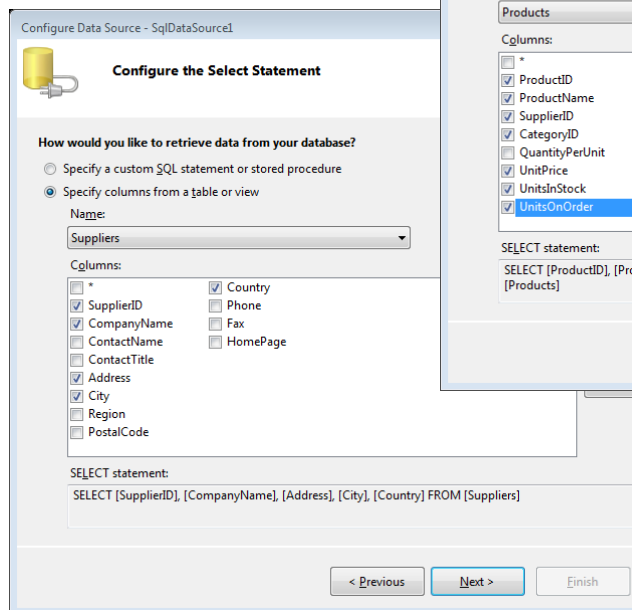 Configure Data Source - SqlDataSource1
Configure the Select Statement
How would you like to retrieve data from your database?
Specify a custom SQL statement or stored procedure
Specify columns from a table or view
Name:
Suppliers
Columns:
*
SupplierID
CompanyName
ContactName
ContactTitle
Address
City
Region
PostalCode
Country
Phone
Fax
HomePage
SELECT statement:
SELECT [SupplierID], [CompanyName], [Address], [City], [Country] FROM [Suppliers]
< Previous
Next >
Finish
Products
Columns:
*
ProductID
ProductName
SupplierID
CategoryID
QuantityPerUnit
UnitPrice
UnitsInStock
UnitsOnOrder
SELECT statement:
SELECT [ProductID], [Pro
[Products]